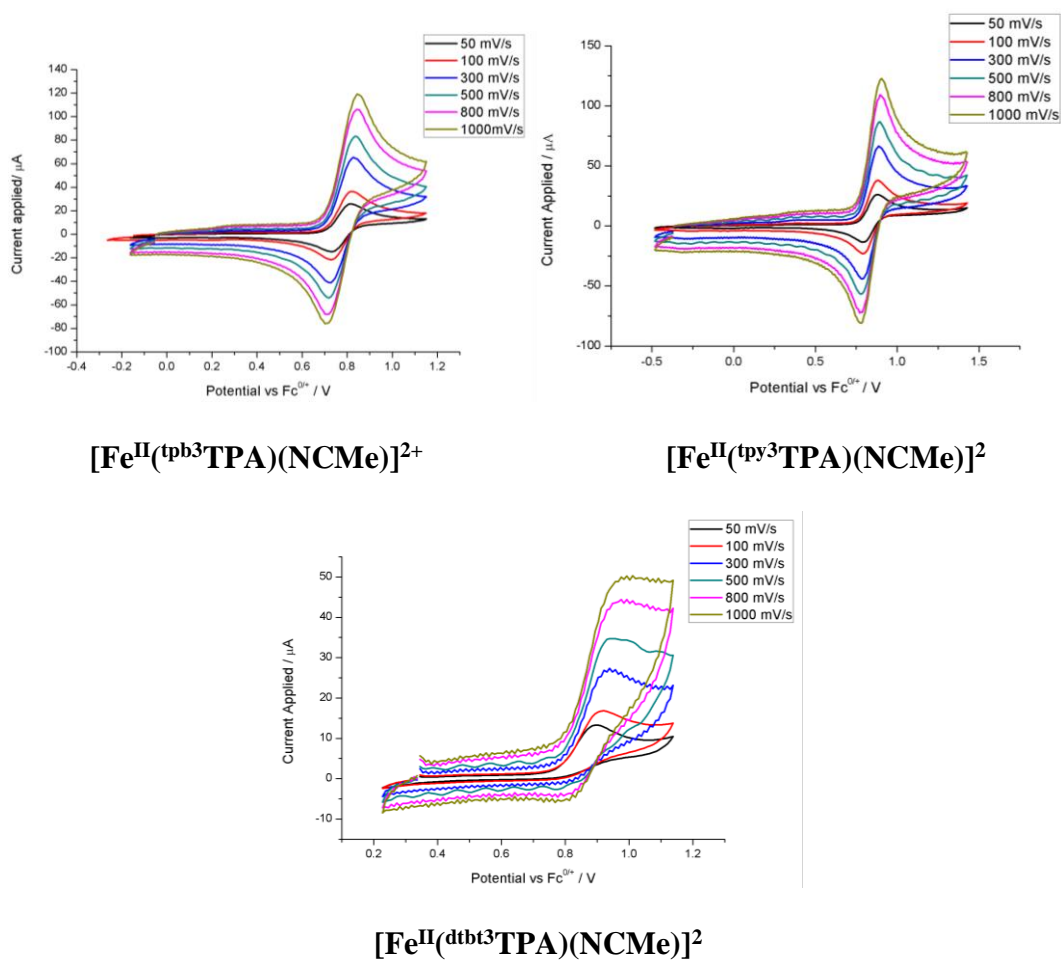 50 mV/s
100 mV/s
300 mV/s
500 mV/s
800 mV/s
1000mV/s
140
120
100
80
60
40
20
0
-20
-40
-60
-80
-100
Current applied/ μA
-0.4 -0.2 0.0 0.2 0.4 0.6 0.8 1.0 1.2
Potential vs Fc⁰/⁺ / V
50 mV/s
100 mV/s
300 mV/s
500 mV/s
800 mV/s
1000 mV/s
150
100
50
0
-50
-100
Current applied / μA
-0.5 0.0 0.5 1.0 1.5
Potential vs Fc⁰/⁺ / V
[Feᴵᴵ(ᵗᵖᵇ³TPA)(NCMe)]²⁺
[Feᴵᴵ(ᵗᵖʸ³TPA)(NCMe)]²
50 mV/s
100 mV/s
300 mV/s
500 mV/s
800 mV/s
1000 mV/s
50
40
30
20
10
0
-10
Current Applied / μA
0.2 0.4 0.6 0.8 1.0 1.2
Potential vs Fc⁰/⁺ / V
[Feᴵᴵ(ᵈᵗᵇᵗ³TPA)(NCMe)]²